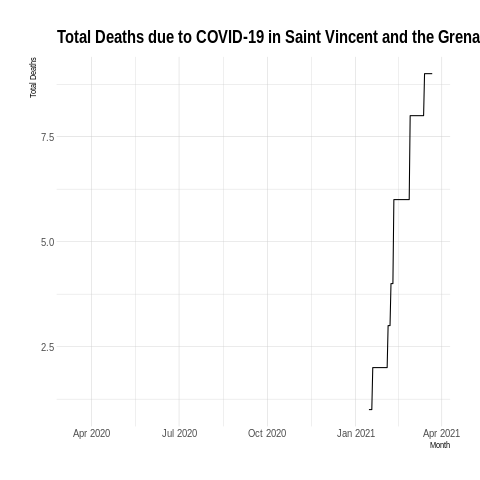 Total Deaths due to COVID-19 in Saint Vincent and the Grena
Total Deaths
7.5
5.0
2.5
Apr 2020 Jul 2020 Oct 2020 Jan 2021 Apr 2021
Month